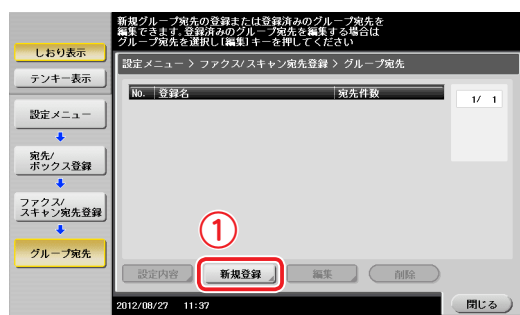 新規グループ宛先の登録または登録済みのグループ宛先を
編集できます。登録済みのグループ宛先を編集する場合は
グループ宛先を選択し［編集］キーを押してください
しおり表示
テンキー表示
設定メニュー
宛先/
ボックス登録
ファクス/
スキャン宛先登録
グループ宛先
設定メニュー > ファクス/スキャン宛先登録 > グループ宛先
No. 登録名 宛先件数
1/ 1
①
設定内容 新規登録 編集 削除
2012/08/27 11:37
閉じる